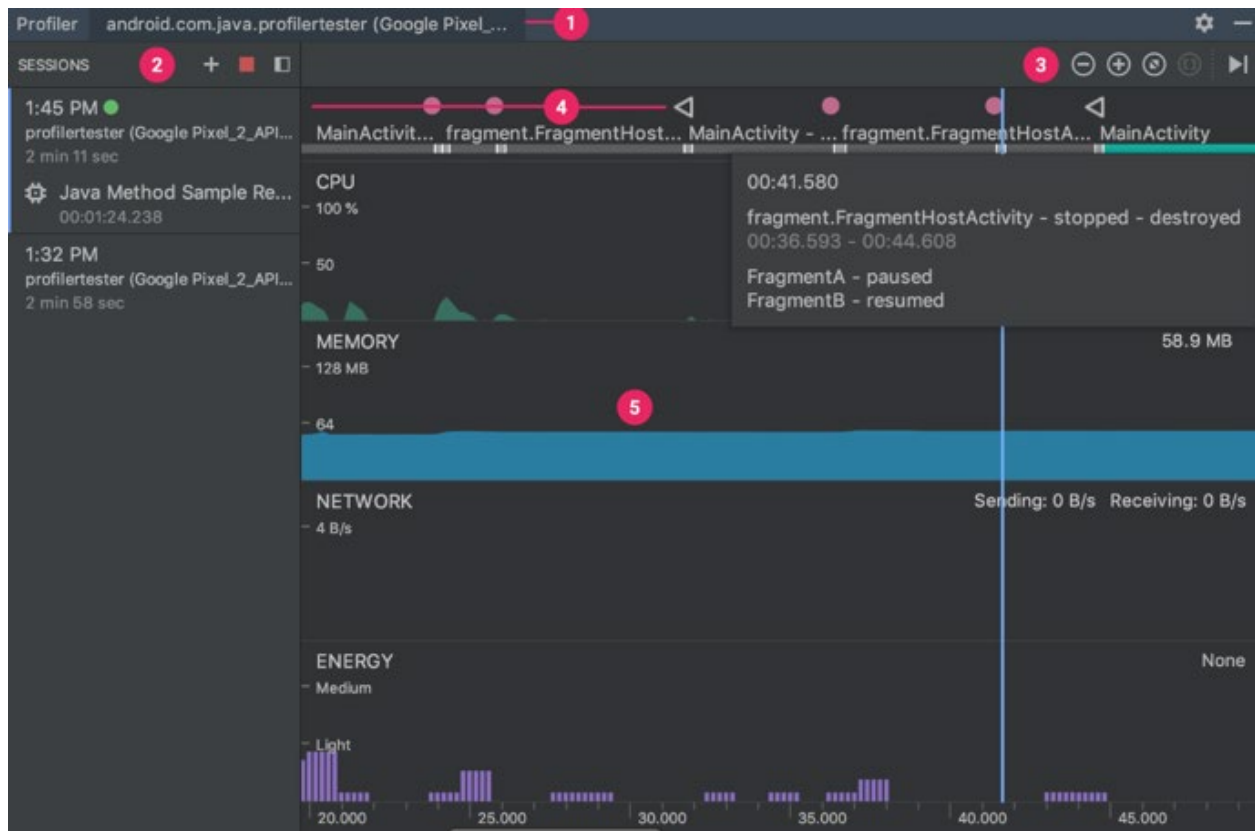 Profiler android.com.java.profilertester (Google Pixel_... 1
SESSIONS 2 3
1:45 PM
profilertester (Google Pixel_2_API...
2 min 11 sec
Java Method Sample Re...
00:01:24.238
1:32 PM
profilertester (Google Pixel_2_API...
2 min 58 sec
4
MainActivit... fragment.FragmentHost... MainActivity - ... fragment.FragmentHostA... MainActivity
CPU
100 %
50
00:41.580
fragment.FragmentHostActivity - stopped - destroyed
00:36.593 - 00:44.608
FragmentA - paused
FragmentB - resumed
MEMORY 58.9 MB
128 MB
5
64
NETWORK Sending: 0 B/s Receiving: 0 B/s
4 B/s
ENERGY None
Medium
Light
20.000 25.000 30.000 35.000 40.000 45.000